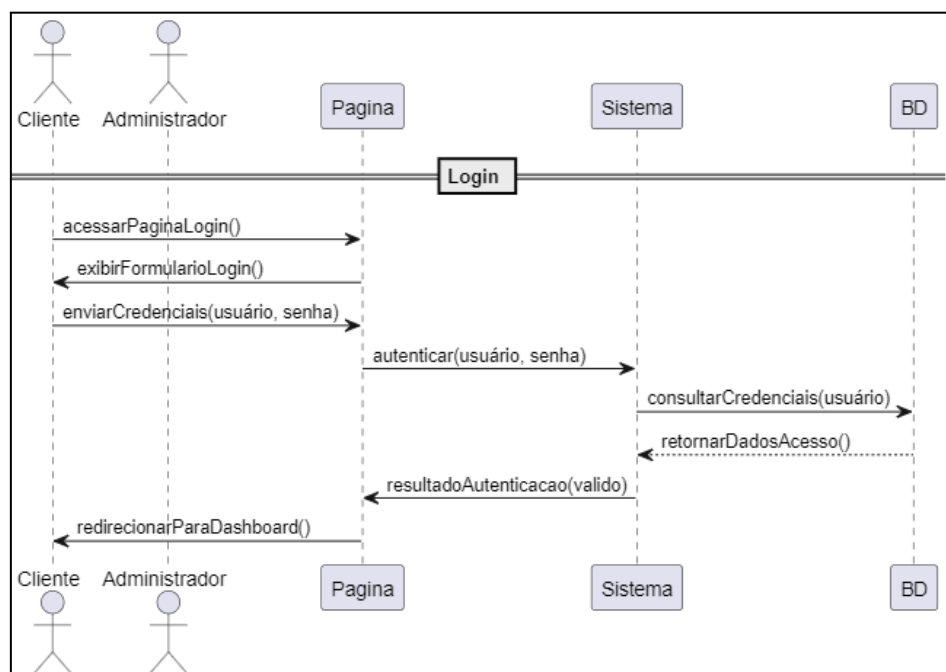 Cliente Administrador Pagina Sistema BD
Login
acessarPaginaLogin()
exibirFormularioLogin()
enviarCredenciais(usuário, senha)
autenticar(usuário, senha)
consultarCredenciais(usuário)
retornarDadosAcesso()
resultadoAutenticacao(valido)
redirecionarParaDashboard()
Cliente Administrador Pagina Sistema BD